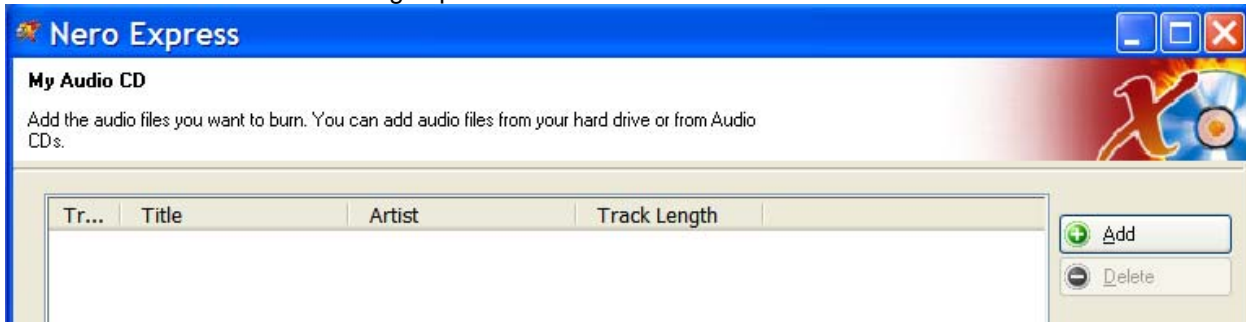 Nero Express
My Audio CD
Add the audio files you want to burn. You can add audio files from your hard drive or from Audio
CDs.
Tr... Title Artist Track Length
Add
Delete